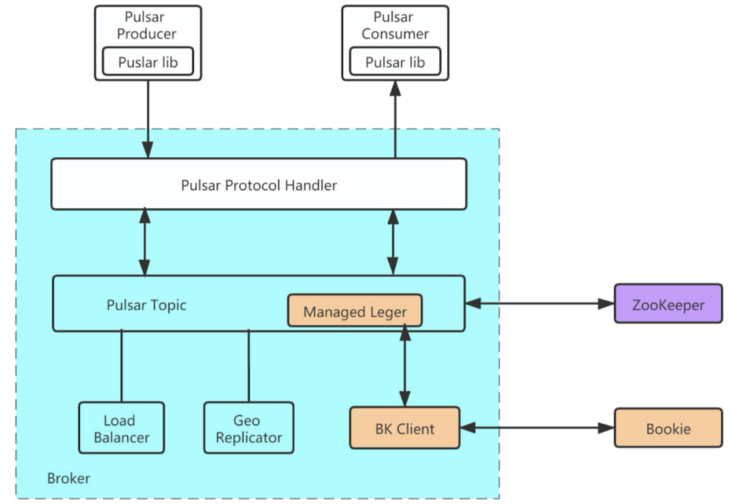 Pulsar
Producer
Puslar lib
Pulsar
Consumer
Pulsar lib
Pulsar Protocol Handler
Pulsar Topic
Managed Leger
ZooKeeper
Load
Balancer
Geo
Replicator
BK Client
Bookie
Broker